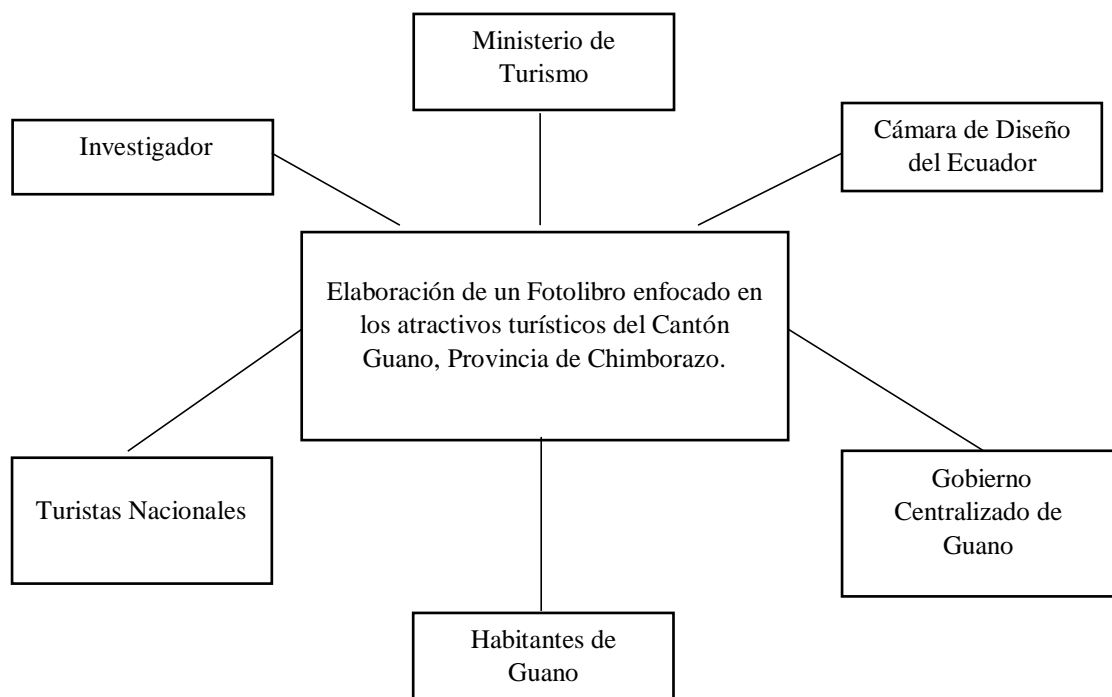 Ministerio de
Turismo
Investigador
Cámara de Diseño
del Ecuador
Elaboración de un Fotolibro enfocado en
los atractivos turísticos del Cantón
Guano, Provincia de Chimborazo.
Turistas Nacionales
Gobierno
Centralizado de
Guano
Habitantes de
Guano